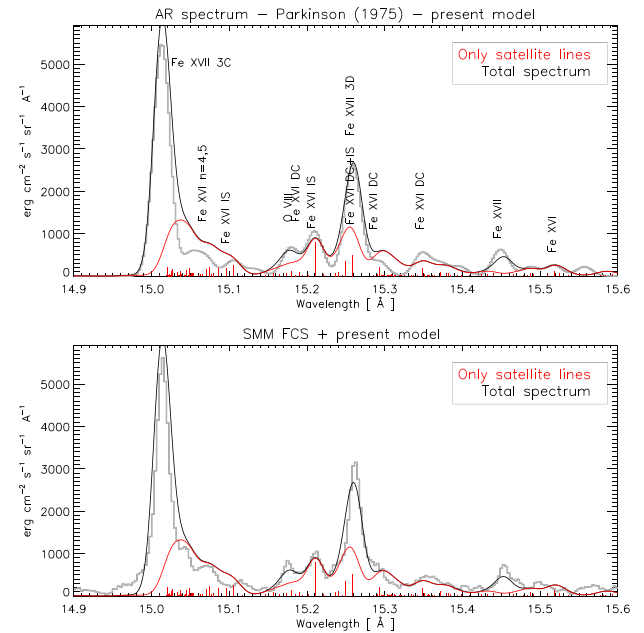 AR spectrum – Parkinson (1975) – present model
Only satellite lines
Total spectrum
Fe XVII 3C
Fe XVI n=4,5
Fe XVI IS
O VIII
Fe XVI DC
Fe XVI IS
Fe XVI DC+IS Fe XVII 3D
Fe XVI DC
Fe XVI DC
Fe XVII
Fe XVI
erg cm−2 s−1 sr−1 A−1
5000
4000
3000
2000
1000
0
14.9 15.0 15.1 15.2 15.3 15.4 15.5 15.6
Wavelength [ Å ]
SMM FCS + present model
Only satellite lines
Total spectrum
erg cm−2 s−1 sr−1 A−1
5000
4000
3000
2000
1000
0
14.9 15.0 15.1 15.2 15.3 15.4 15.5 15.6
Wavelength [ Å ]